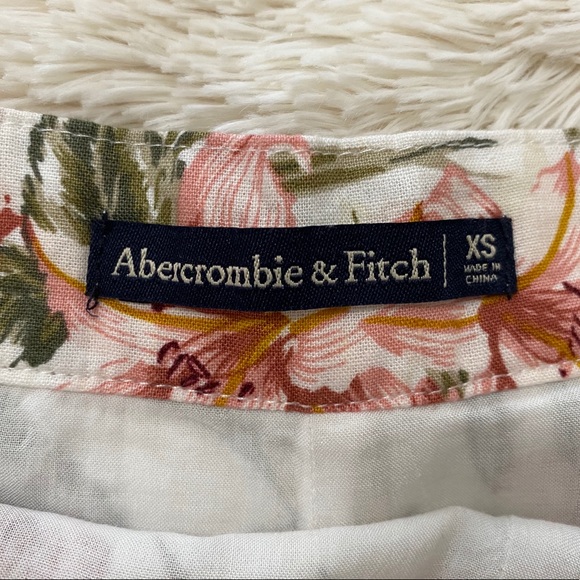 Abercrombie & Fitch
XS
MADE IN
CHINA